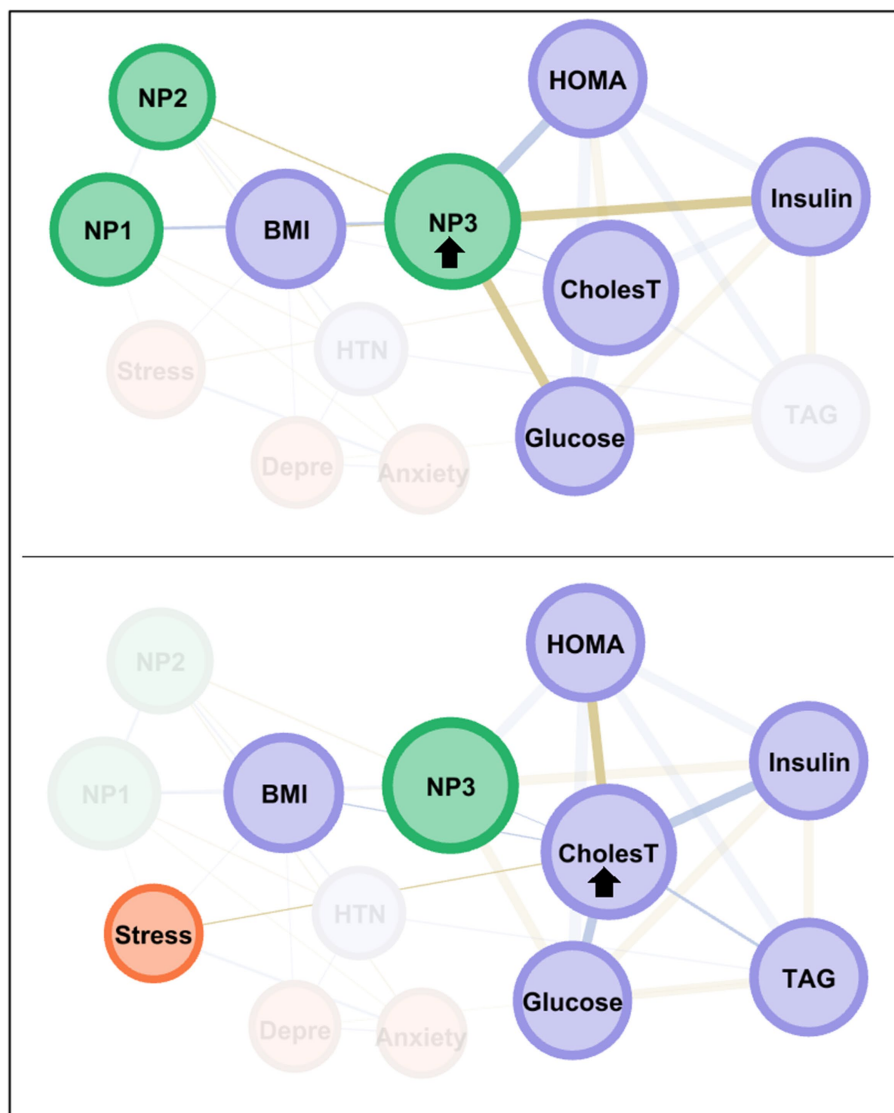 HOMA
NP2
Insulin
NP1
BMI
NP3
CholesT
HTN
Stress
TAG
Glucose
Depre
Anxiety
HOMA
NP2
Insulin
NP1
BMI
NP3
CholesT
HTN
Stress
TAG
Glucose
Depre
Anxiety